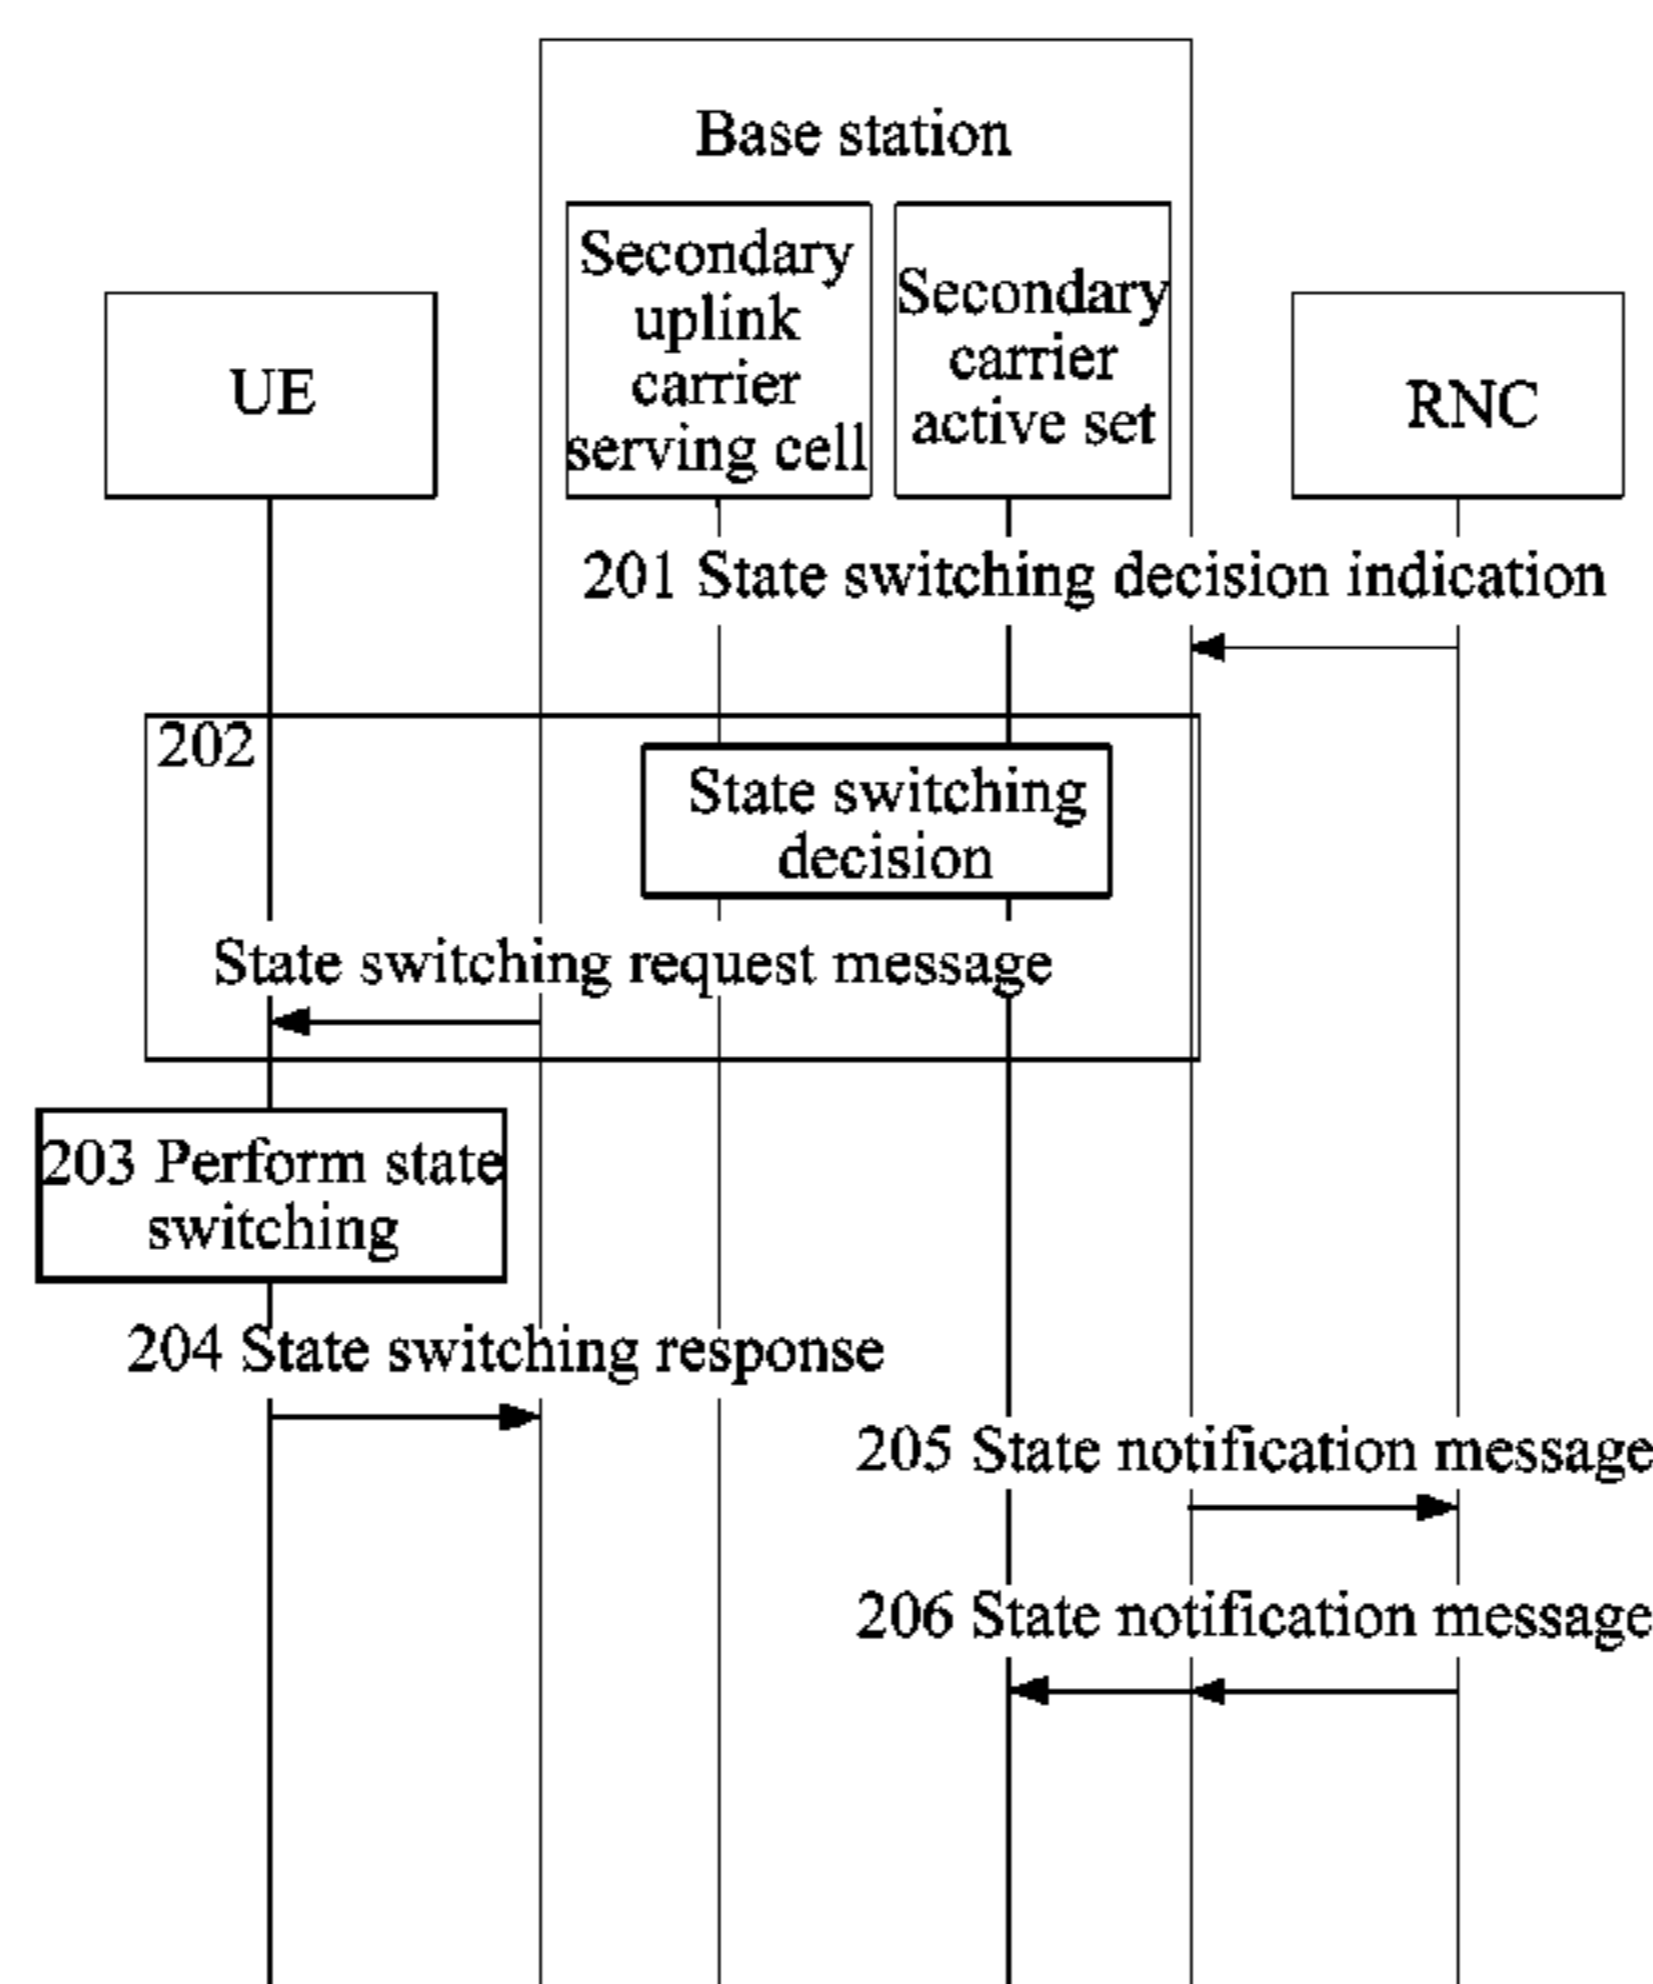 Base station
Secondary
uplink
carrier
serving cell
Secondary
carrier
active set
UE
RNC
201 State switching decision indication
202
State switching
decision
State switching request message
203 Perform state
switching
204 State switching response
205 State notification message
206 State notification message